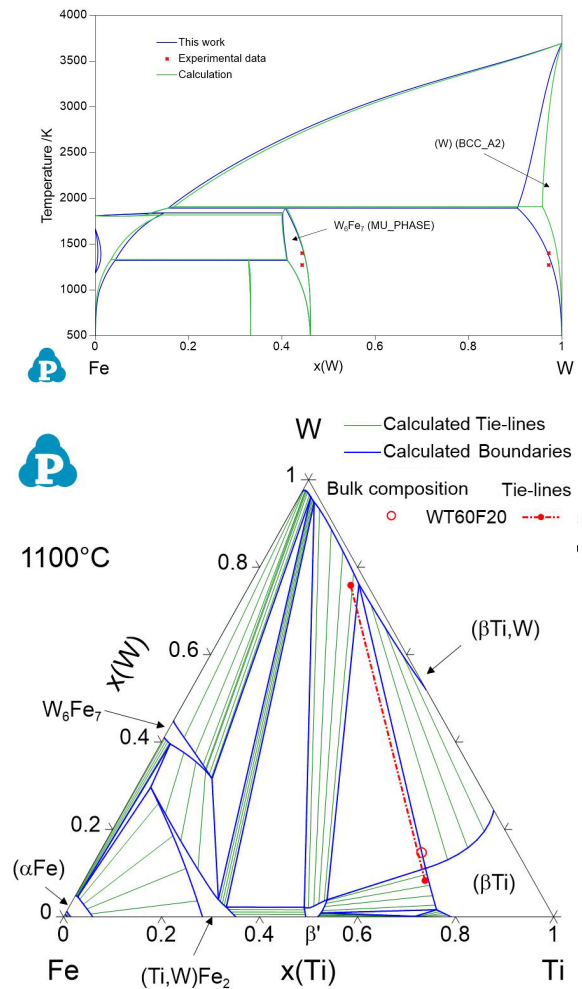 4000
This work
Experimental data
Calculation
3500
3000
2500
2000
1500
1000
500
Temperature /K
(W) (BCC_A2)
W6Fe7 (MU_PHASE)
0
0.2
0.4
0.6
0.8
1
Fe
x(W)
W
P
P
W
Calculated Tie-lines
Calculated Boundaries
Bulk composition
Tie-lines
WT60F20
1100°C
1
0.8
0.6
0.4
0.2
0
x(W)
(βTi,W)
W₆Fe₇
(αFe)
(βTi)
0
0.2
0.4
β'
0.6
0.8
1
Fe
(Ti,W)Fe₂
x(Ti)
Ti